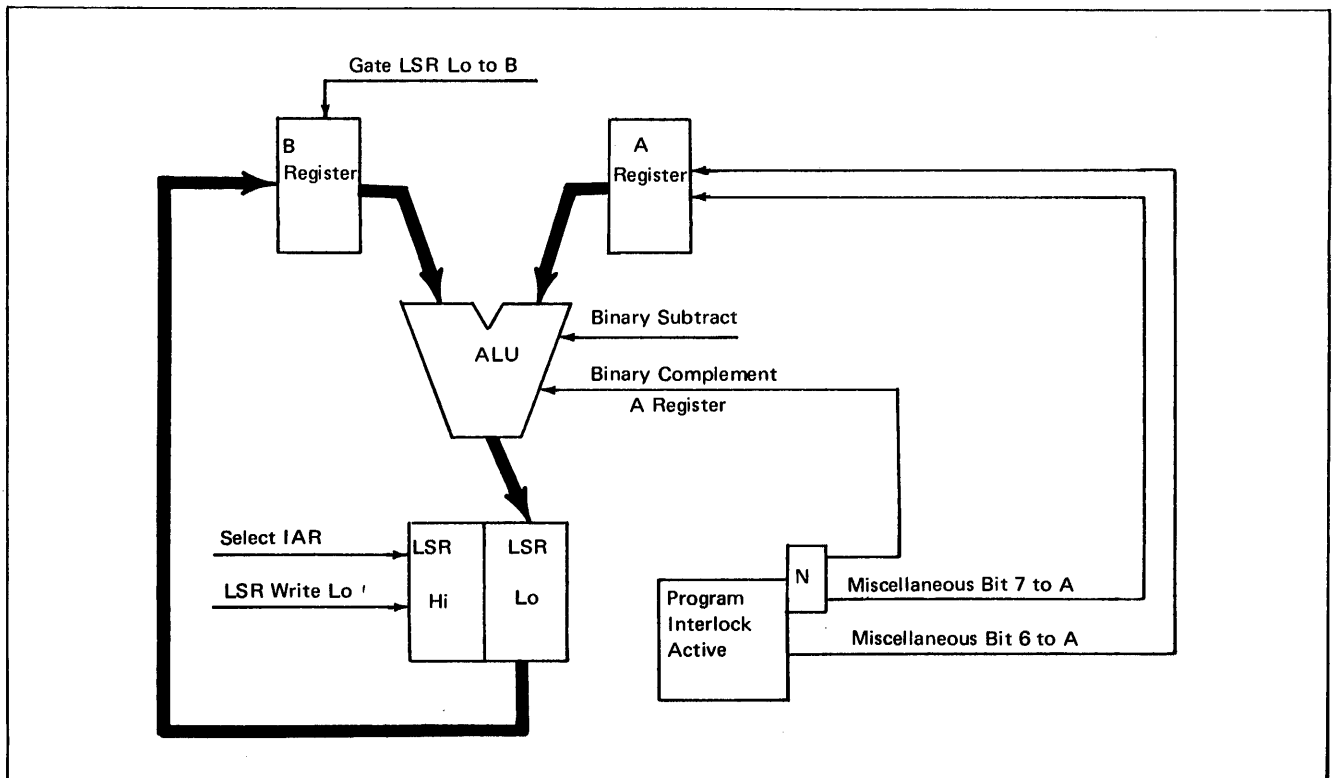 Gate LSR Lo to B
B
Register
A
Register
Binary Subtract
ALU
Binary Complement
A Register
Select IAR
LSR Write Lo
LSR
Hi
LSR
Lo
N
Program
Interlock
Active
Miscellaneous Bit 7 to A
Miscellaneous Bit 6 to A